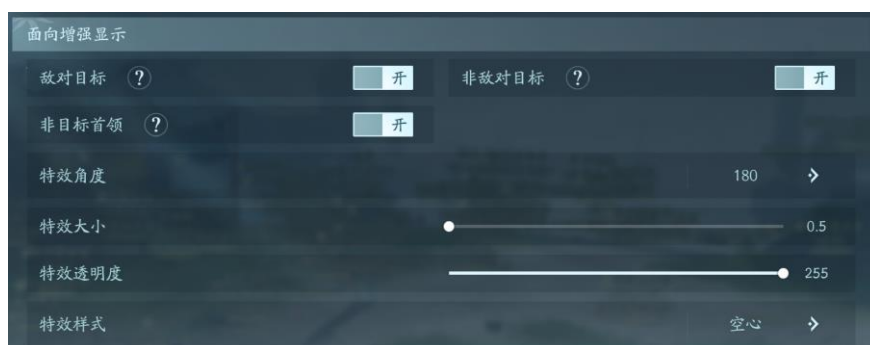 面向增强显示
敌对目标 ? 开 非敌对目标 ? 开
非目标首领 ? 开
特效角度 180
特效大小 0.5
特效透明度 255
特效样式 空心